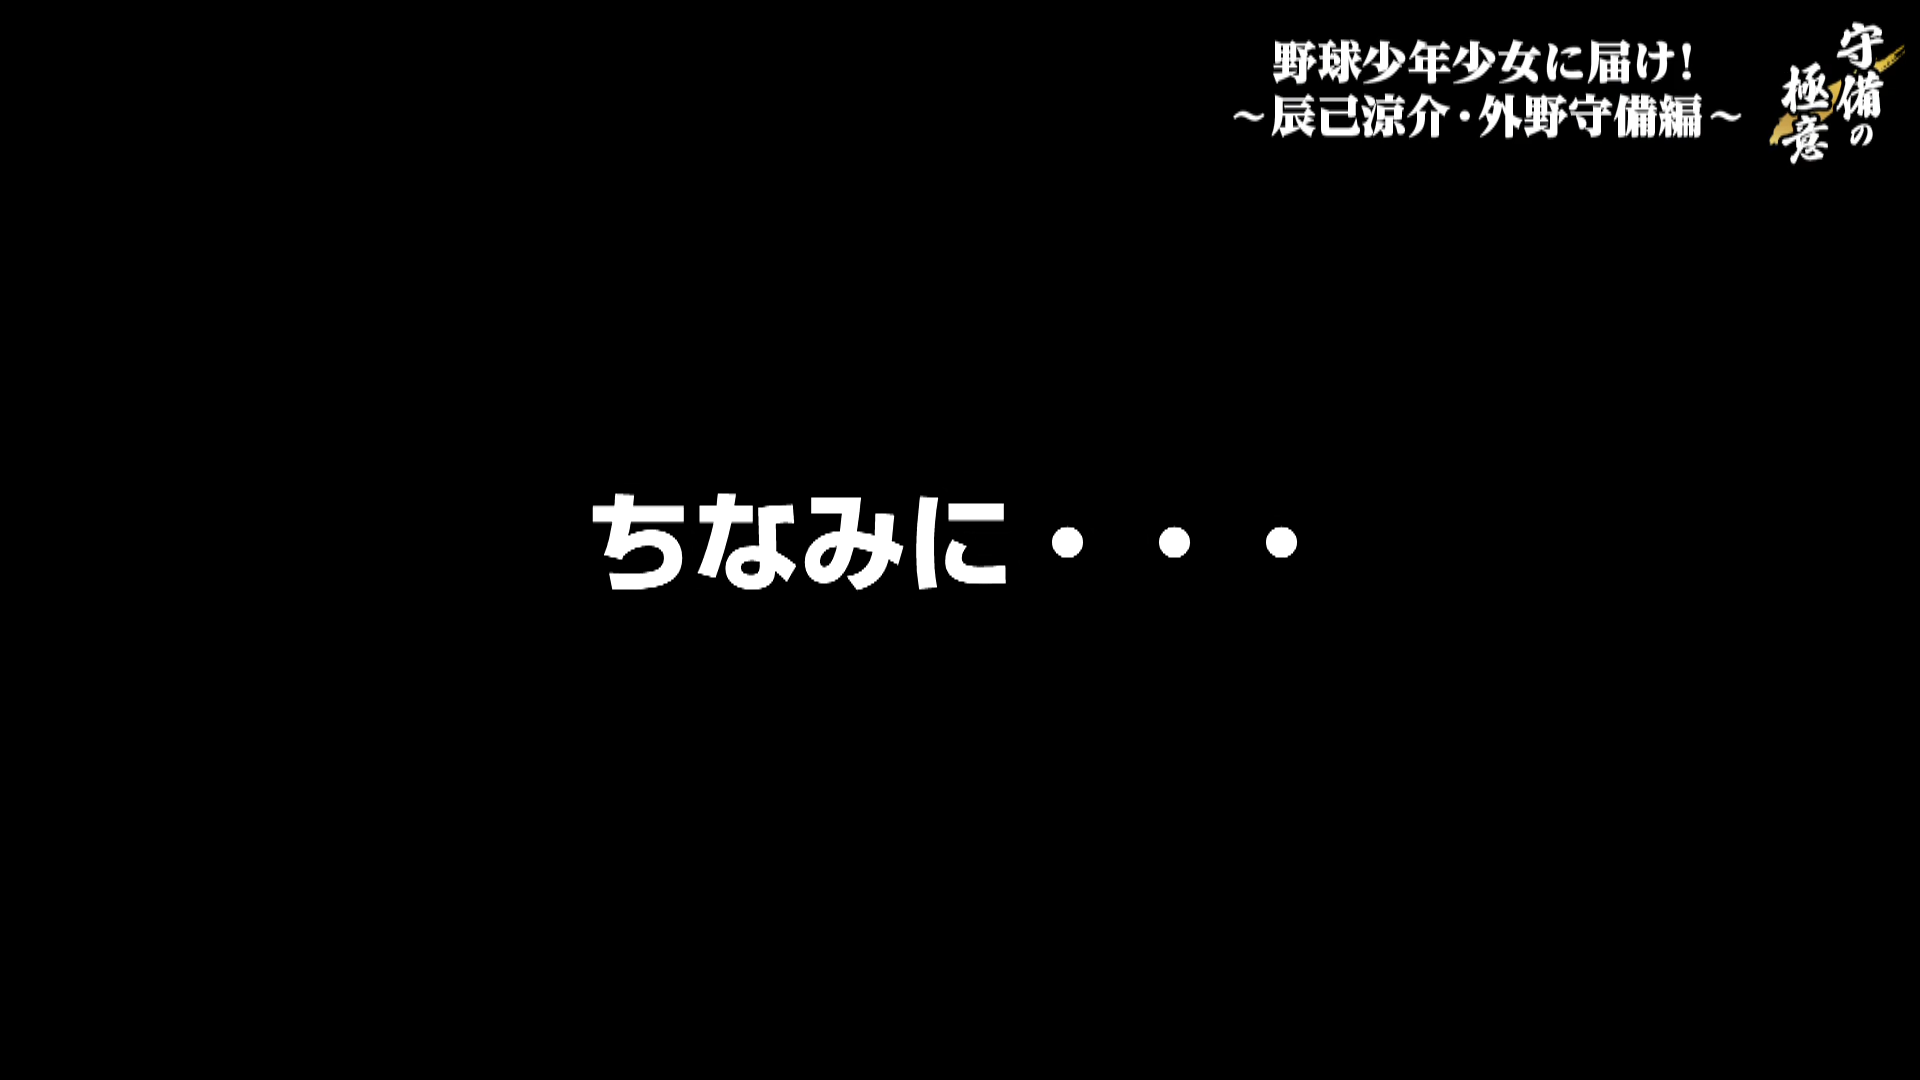 野球少年少女に届け!
～辰己涼介・外野守備編～
守備の
極意
ちなみに・・・